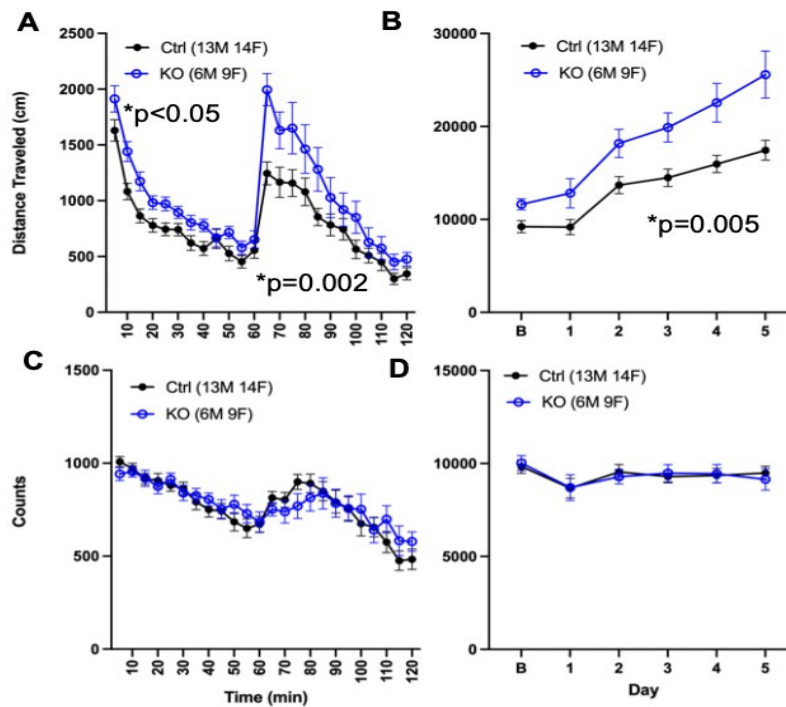 A
Distance Traveled (cm)
2500
2000
1500
1000
500
0
Ctrl (13M 14F)
KO (6M 9F)
*p<0.05
*p=0.002
10 20 30 40 50 60 70 80 90 100 110 120
B
30000
20000
10000
0
Ctrl (13M 14F)
KO (6M 9F)
*p=0.005
B 1 2 3 4 5
C
Counts
1500
1000
500
0
Ctrl (13M 14F)
KO (6M 9F)
10 20 30 40 50 60 70 80 90 100 110 120
Time (min)
D
15000
10000
5000
0
Ctrl (13M 14F)
KO (6M 9F)
B 1 2 3 4 5
Day